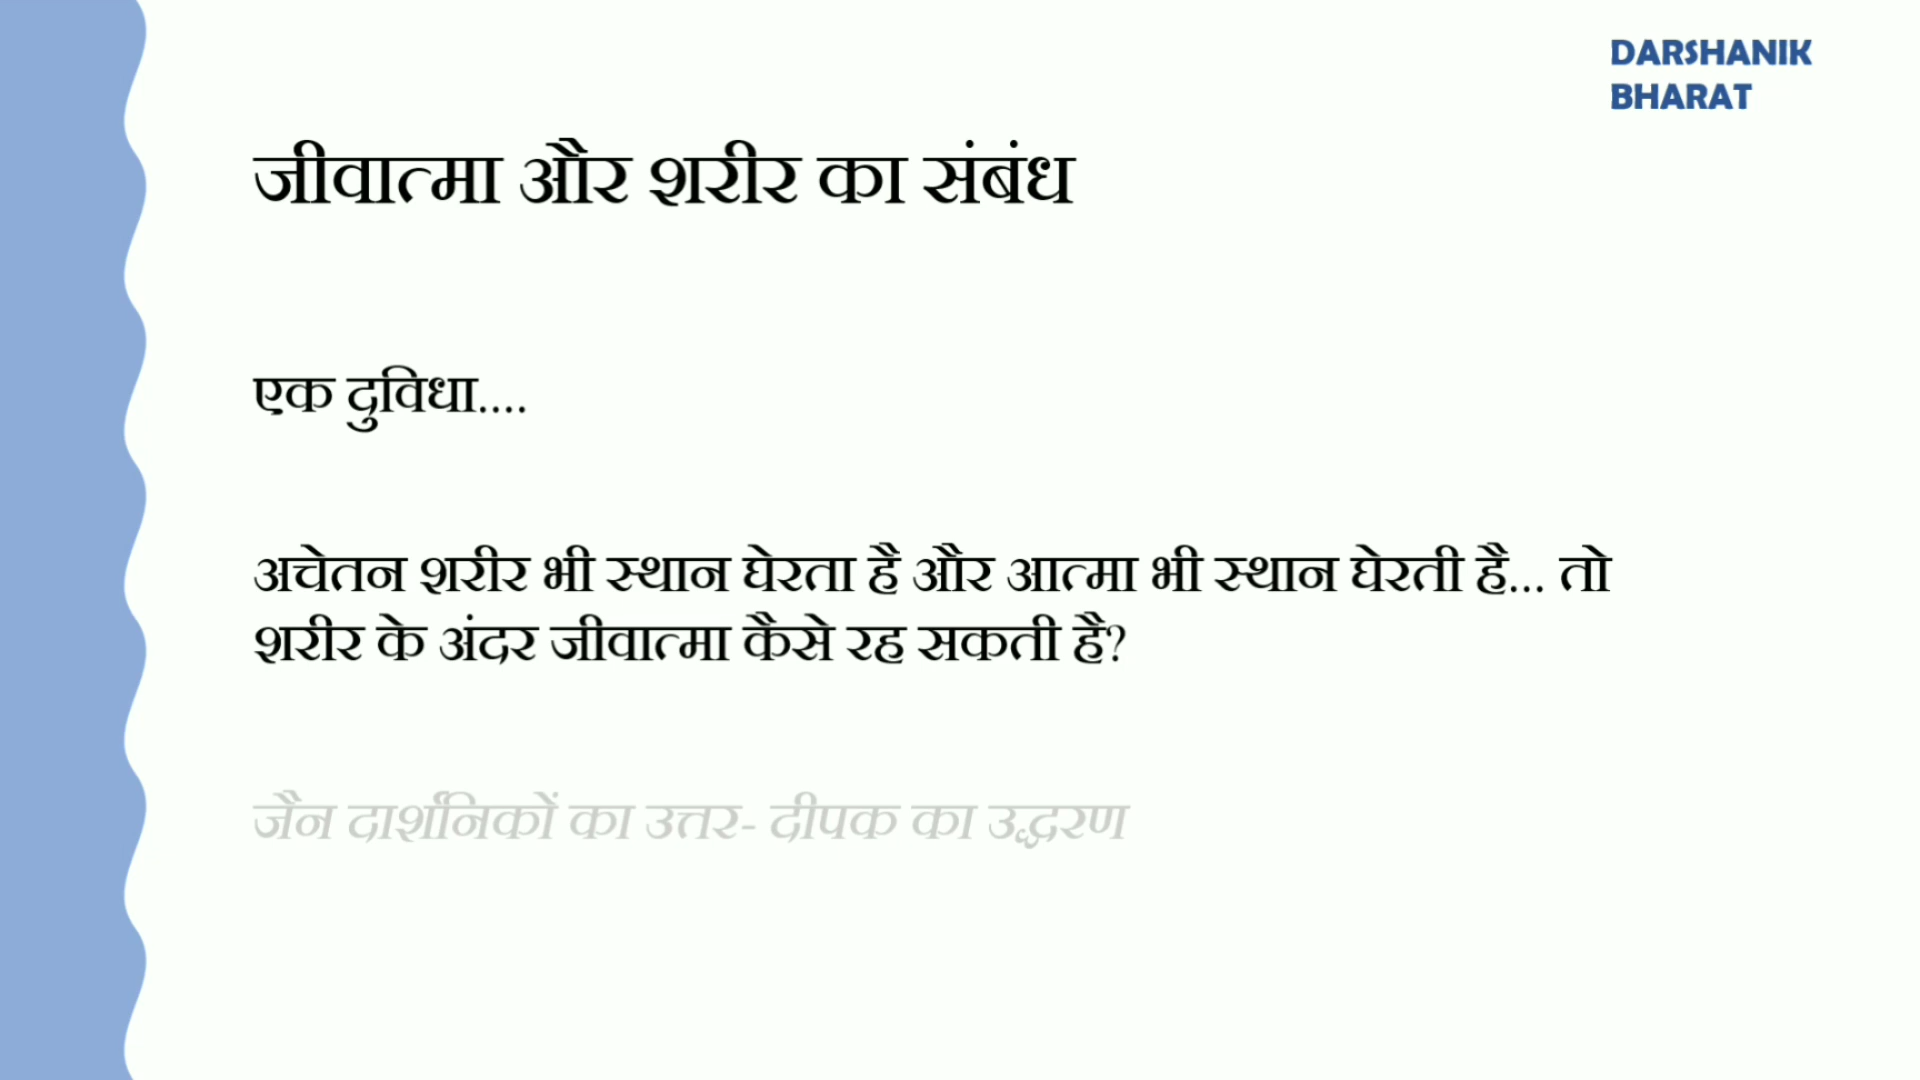 DARSHANIK
BHARAT
जीवात्मा और शरीर का संबंध
एक दुविधा....
अचेतन शरीर भी स्थान घेरता है और आत्मा भी स्थान घेरती है... तो
शरीर के अंदर जीवात्मा कैसे रह सकती है?
जैन दार्शनिकों का उत्तर- दीपक का उद्धरण